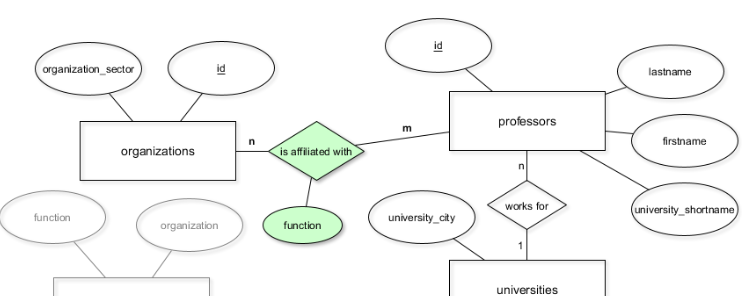 id
organization_sector
id
lastname
organizations
n
is affiliated with
m
professors
firstname
n
university_shortname
function
organization
function
university_city
works for
1
universities